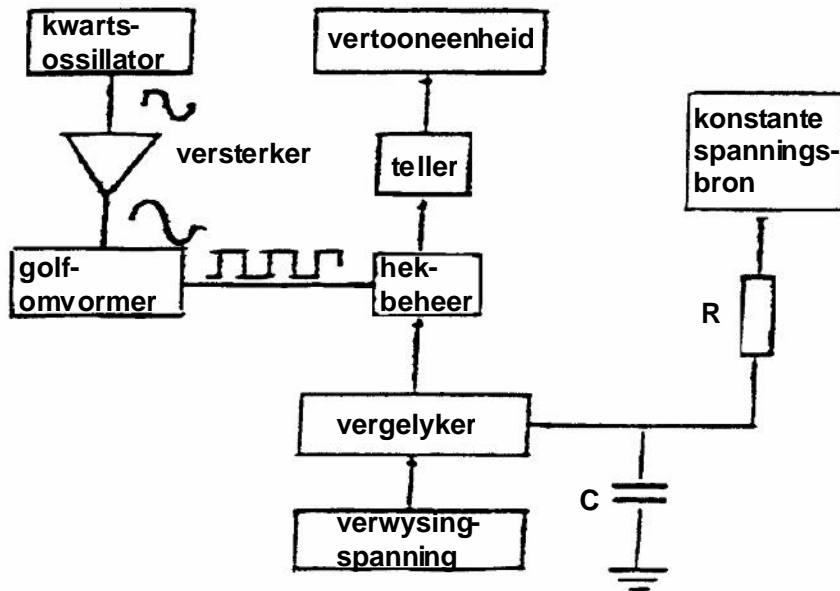 kwarts-
ossillator
vertooneenheid
versterker
teller
konstante
spannings-
bron
golf-
omvormer
hek-
beheer
R
vergelyker
C
verwysing-
spanning